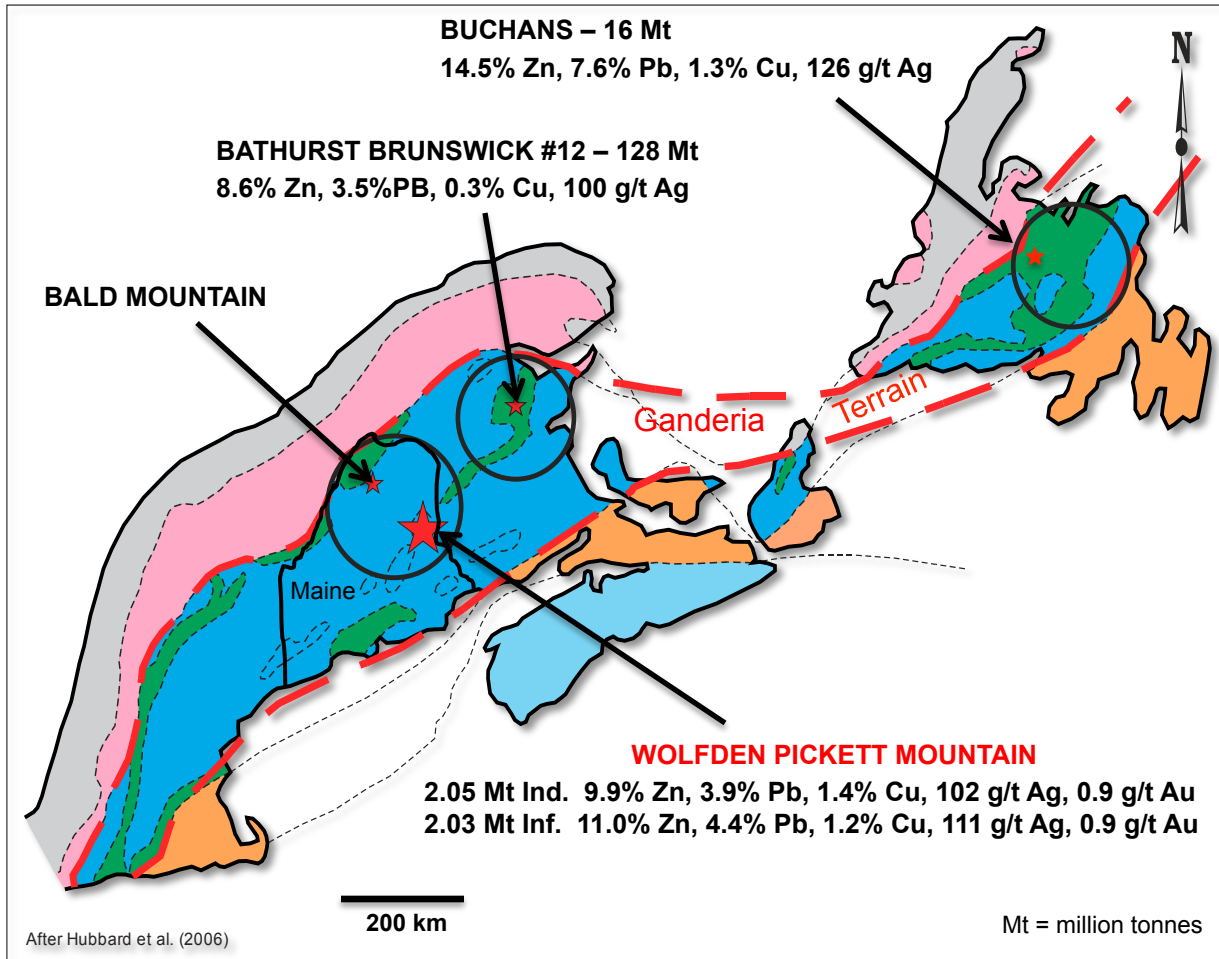 BUCHANS – 16 Mt
14.5% Zn, 7.6% Pb, 1.3% Cu, 126 g/t Ag
N
BATHURST BRUNSWICK #12 – 128 Mt
8.6% Zn, 3.5%PB, 0.3% Cu, 100 g/t Ag
BALD MOUNTAIN
Ganderia
Terrain
Maine
WOLFDEN PICKETT MOUNTAIN
2.05 Mt Ind. 9.9% Zn, 3.9% Pb, 1.4% Cu, 102 g/t Ag, 0.9 g/t Au
2.03 Mt Inf. 11.0% Zn, 4.4% Pb, 1.2% Cu, 111 g/t Ag, 0.9 g/t Au
200 km
After Hubbard et al. (2006)
Mt = million tonnes